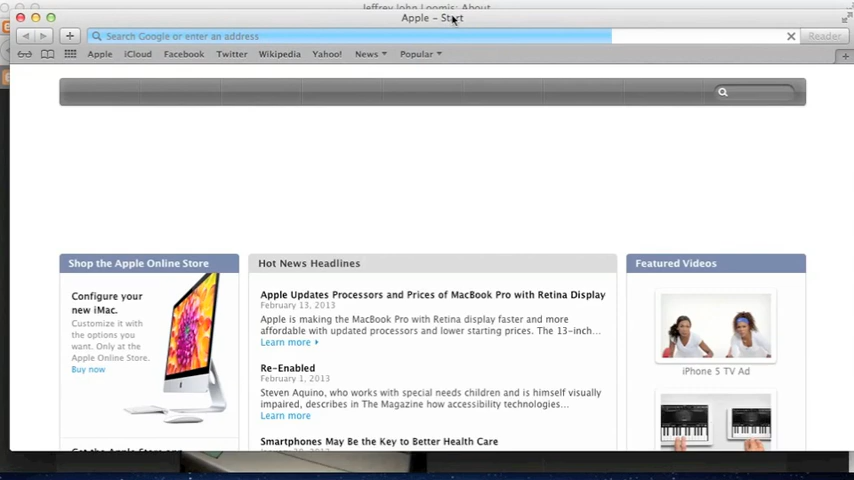 Jeffrey John Loomis: About
Apple – Start
Search Google or enter an address
Reader
Apple iCloud Facebook Twitter Wikipedia Yahoo! News Popular
Shop the Apple Online Store
Configure your
new iMac.
Customize it with
the options you
want. Only at the
Apple Online Store.
Buy now
Hot News Headlines
Apple Updates Processors and Prices of MacBook Pro with Retina Display
February 13, 2013
Apple is making the MacBook Pro with Retina display faster and more
affordable with updated processors and lower starting prices. The 13-inch...
Learn more
Re-Enabled
February 1, 2013
Steven Aquino, who works with special needs children and is himself visually
impaired, describes in The Magazine how accessibility technologies...
Learn more
Smartphones May Be the Key to Better Health Care
Featured Videos
iPhone 5 TV Ad